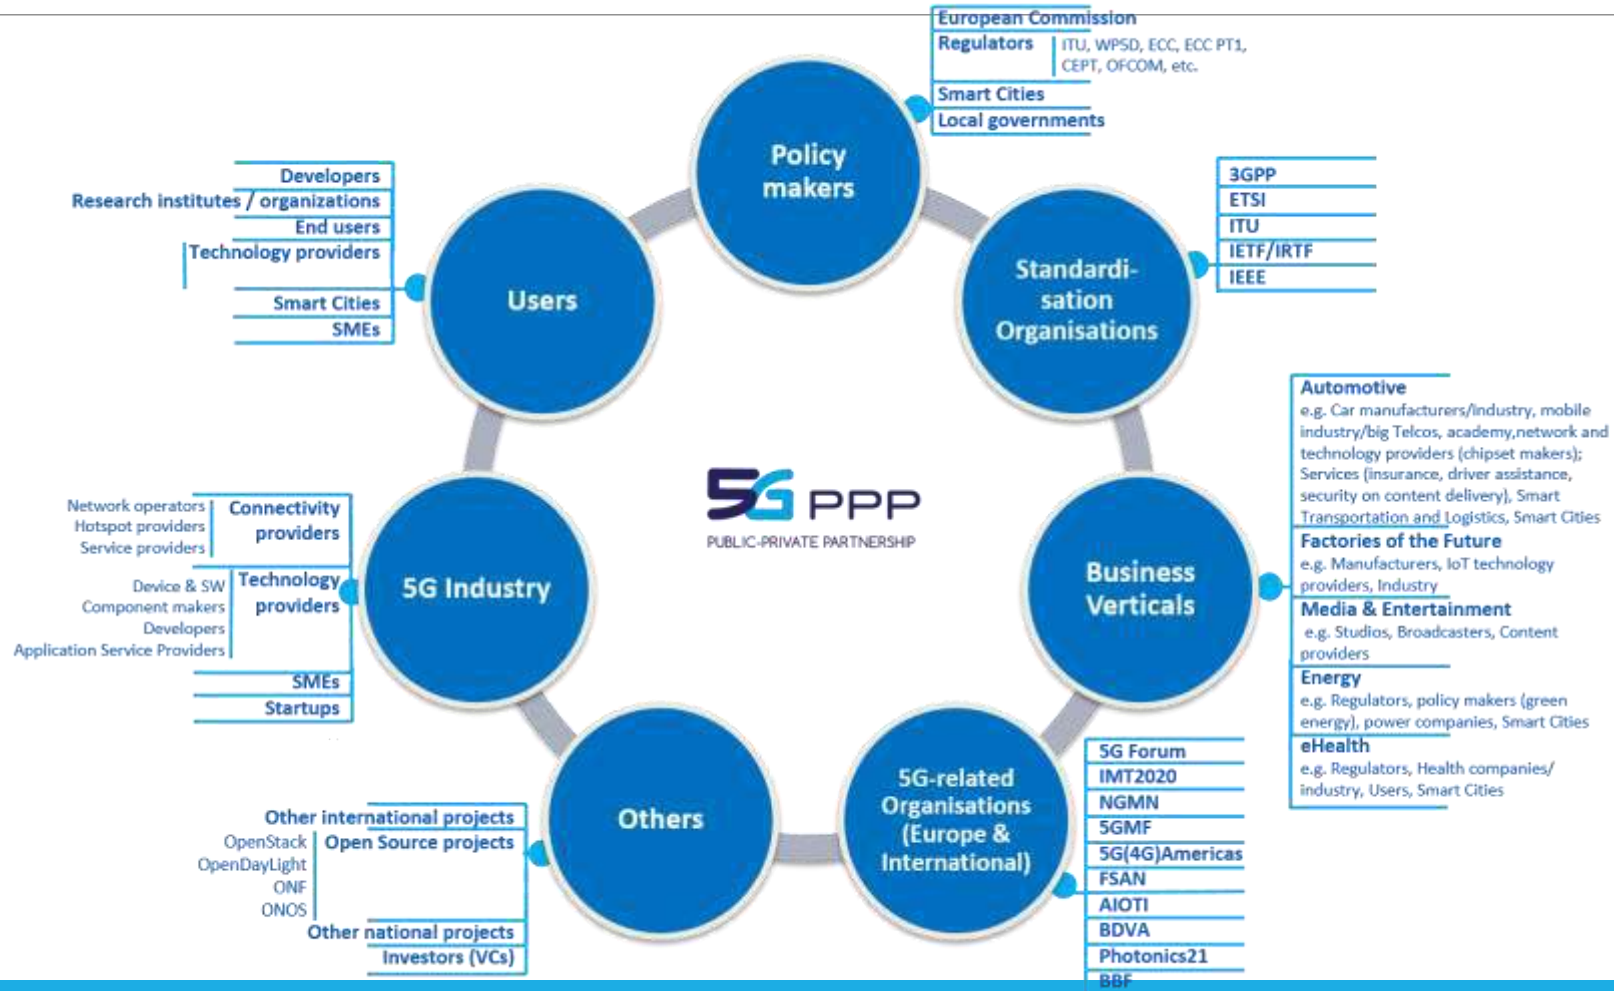 European Commission
Regulators
ITU, WP5D, ECC, ECC PT1,
CEPT, OFCOM, etc.
Smart Cities
Local governments
Policy
makers
3GPP
ETSI
ITU
IETF/IRTF
IEEE
Standardi-
sation
Organisations
Automotive
e.g. Car manufacturers/industry, mobile
industry/big Telcos, academy,network and
technology providers (chipset makers);
Services (insurance, driver assistance,
security on content delivery), Smart
Transportation and Logistics, Smart Cities
Factories of the Future
e.g. Manufacturers, IoT technology
providers, Industry
Media & Entertainment
e.g. Studios, Broadcasters, Content
providers
Energy
e.g. Regulators, policy makers (green
energy), power companies, Smart Cities
eHealth
e.g. Regulators, Health companies/
industry, Users, Smart Cities
Business
Verticals
5G Forum
IMT2020
NGMN
5GMF
5G(4G)Americas
FSAN
AIOTI
BDVA
Photonics21
BBF
5G-related
Organisations
(Europe &
International)
Others
Other international projects
Open Source projects
OpenStack
OpenDayLight
ONF
ONOS
Other national projects
Investors (VCs)
5G Industry
Connectivity
providers
Network operators
Hotspot providers
Service providers
Technology
providers
Device & SW
Component makers
Developers
Application Service Providers
SMEs
Startups
Users
Developers
Research institutes / organizations
End users
Technology providers
Smart Cities
SMEs
5G PPP
PUBLIC-PRIVATE PARTNERSHIP